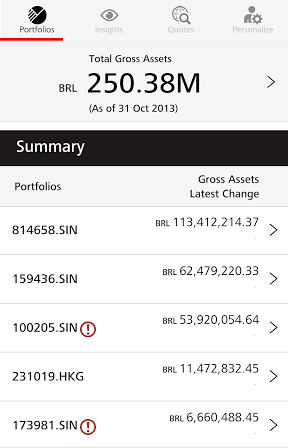 Portfolios Insights Quotes Personalize
Total Gross Assets
BRL 250.38M
(As of 31 Oct 2013)
Summary
Portfolios
Gross Assets
Latest Change
814658.SIN BRL 113,412,214.37
-
159436.SIN BRL 62,479,220.33
-
100205.SIN BRL 53,920,054.64
-
231019.HKG BRL 11,472,832.45
-
173981.SIN BRL 6,660,488.45
-